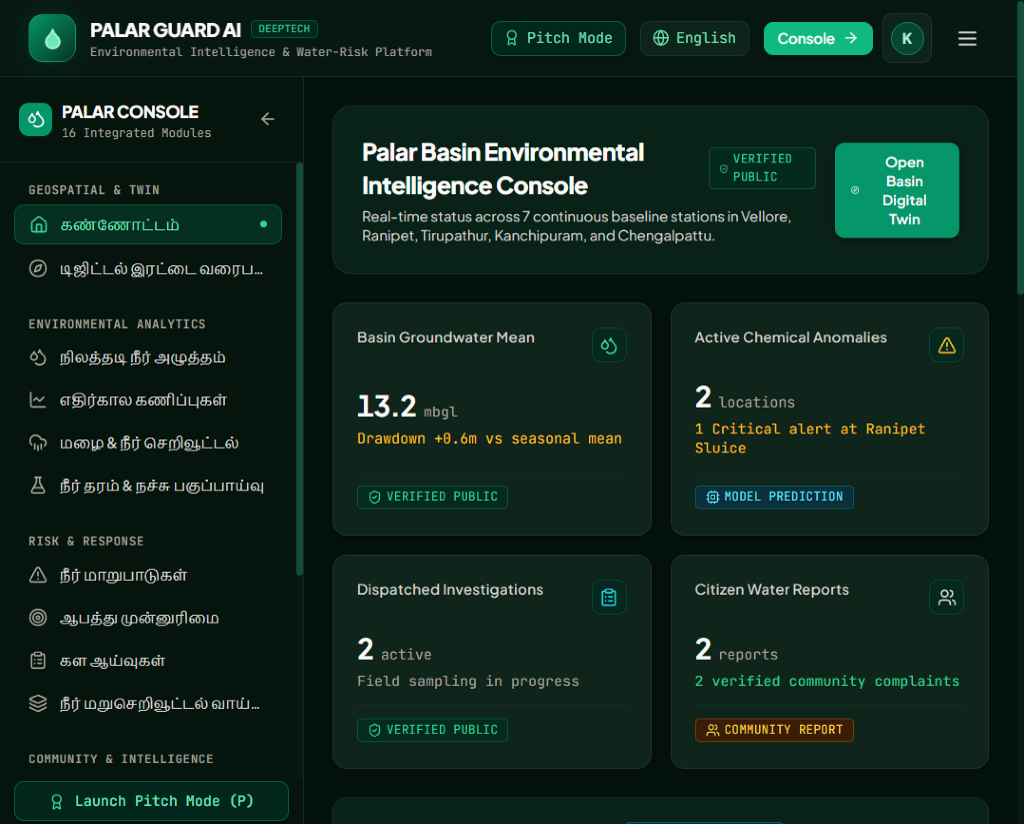 PALAR GUARD AI
DEEPTECH
Environmental Intelligence & Water-Risk Platform
Pitch Mode
English
Console
K
PALAR CONSOLE
16 Integrated Modules
GEOSPATIAL & TWIN
கண்ணோட்டம்
டிஜிட்டல் இரட்டை வரைப...
ENVIRONMENTAL ANALYTICS
நிலத்தடி நீர் அழுத்தம்
எதிர்கால கணிப்புகள்
மழை & நீர் செறிவூட்டல்
நீர் தரம் & நச்சு பகுப்பாய்வு
RISK & RESPONSE
நீர் மாறுபாடுகள்
ஆபத்து முன்னுரிமை
கள ஆய்வுகள்
நீர் மறுசெறிவூட்டல் வாய்...
COMMUNITY & INTELLIGENCE
Launch Pitch Mode (P)
Palar Basin Environmental
Intelligence Console
VERIFIED
PUBLIC
Open
Basin
Digital
Twin
Real-time status across 7 continuous baseline stations in Vellore,
Ranipet, Tirupathur, Kanchipuram, and Chengalpattu.
Basin Groundwater Mean
13.2 mbgl
Drawdown +0.6m vs seasonal mean
VERIFIED PUBLIC
Active Chemical Anomalies
2 locations
1 Critical alert at Ranipet
Sluice
MODEL PREDICTION
Dispatched Investigations
2 active
Field sampling in progress
VERIFIED PUBLIC
Citizen Water Reports
2 reports
2 verified community complaints
COMMUNITY REPORT